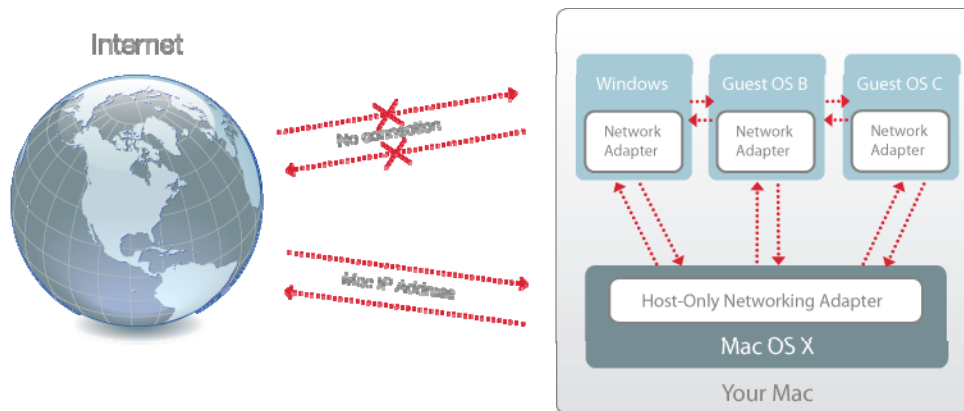 Internet
No connection
Mac IP Address
Windows
Guest OS B
Guest OS C
Network
Adapter
Network
Adapter
Network
Adapter
Host-Only Networking Adapter
Mac OS X
Your Mac